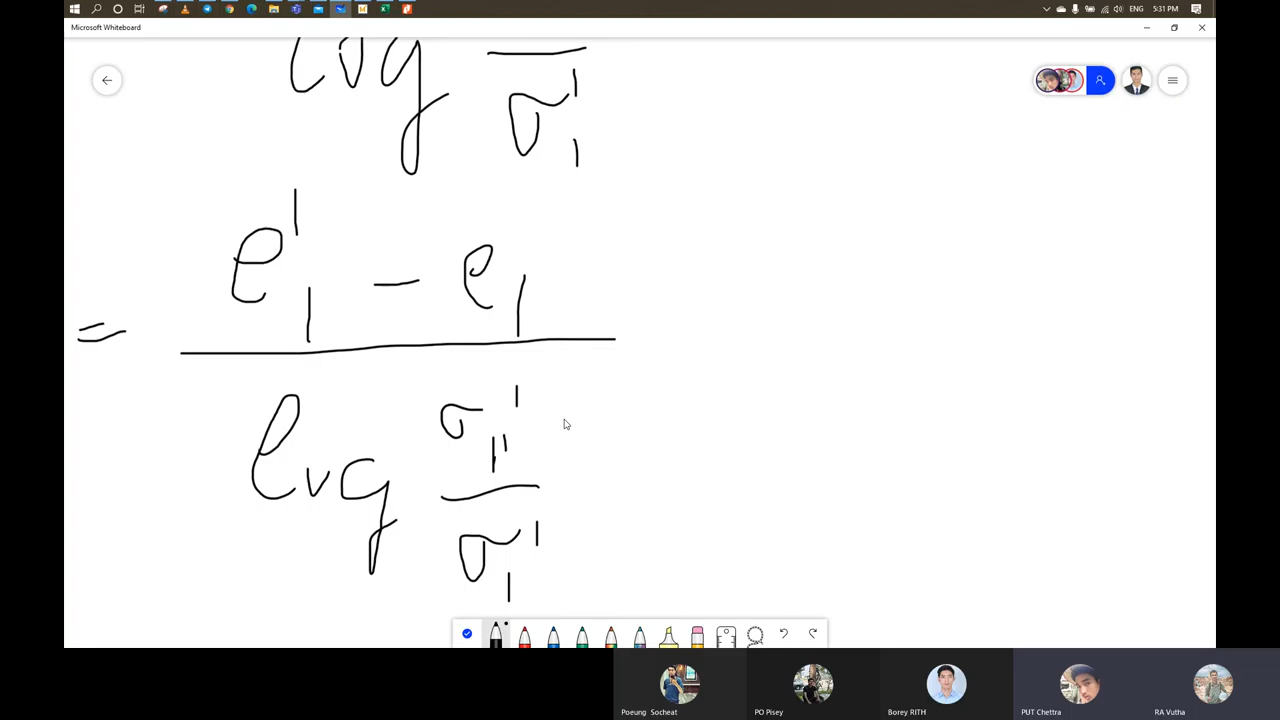 ENG 5:31 PM
Microsoft Whiteboard
log σ'₁
= e'₁ - e₁
log σ'₁' / σ'₁
Poeung Socheat
PO Pisey
Borey RITH
PUT Chettra
RA Vutha